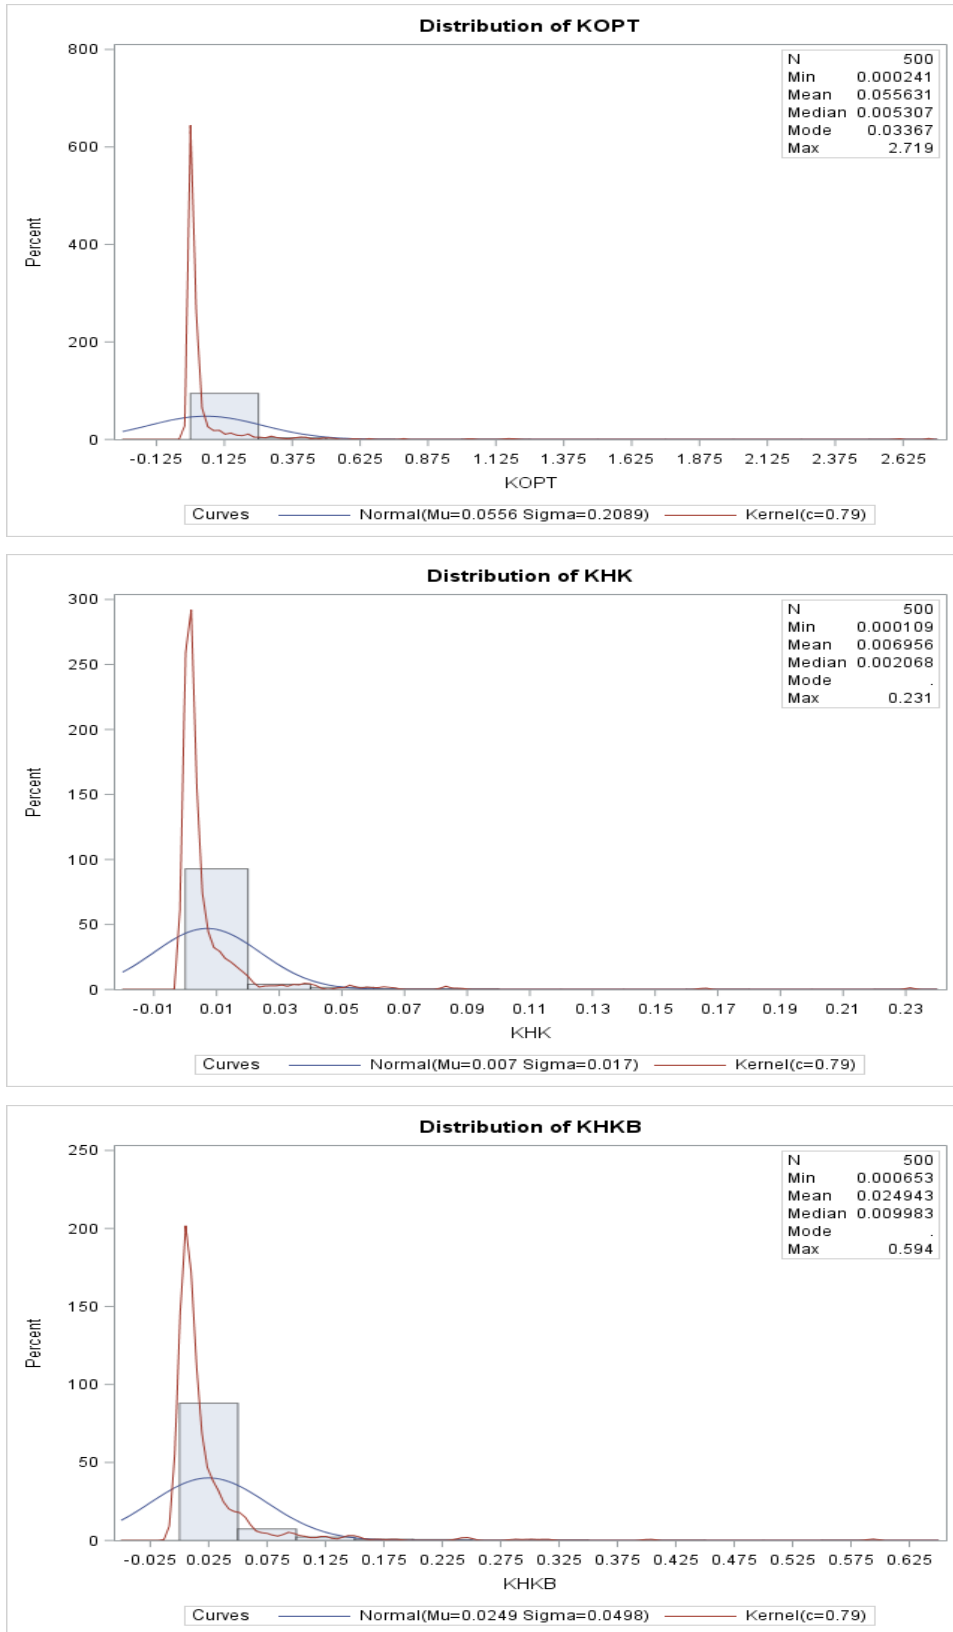 Distribution of KOPT
800
600
400
200
0
Percent
N 500
Min 0.000241
Mean 0.055631
Median 0.005307
Mode 0.03367
Max 2.719
-0.125 0.125 0.375 0.625 0.875 1.125 1.375 1.625 1.875 2.125 2.375 2.625
KOPT
Curves Normal(Mu=0.0556 Sigma=0.2089) Kernel(c=0.79)
Distribution of KHK
300
250
200
150
100
50
0
Percent
N 500
Min 0.000109
Mean 0.006956
Median 0.002068
Mode .
Max 0.231
-0.01 0.01 0.03 0.05 0.07 0.09 0.11 0.13 0.15 0.17 0.19 0.21 0.23
KHK
Curves Normal(Mu=0.007 Sigma=0.017) Kernel(c=0.79)
Distribution of KHKB
250
200
150
100
50
0
Percent
N 500
Min 0.000653
Mean 0.024943
Median 0.009983
Mode .
Max 0.594
-0.025 0.025 0.075 0.125 0.175 0.225 0.275 0.325 0.375 0.425 0.475 0.525 0.575 0.625
KHKB
Curves Normal(Mu=0.0249 Sigma=0.0498) Kernel(c=0.79)